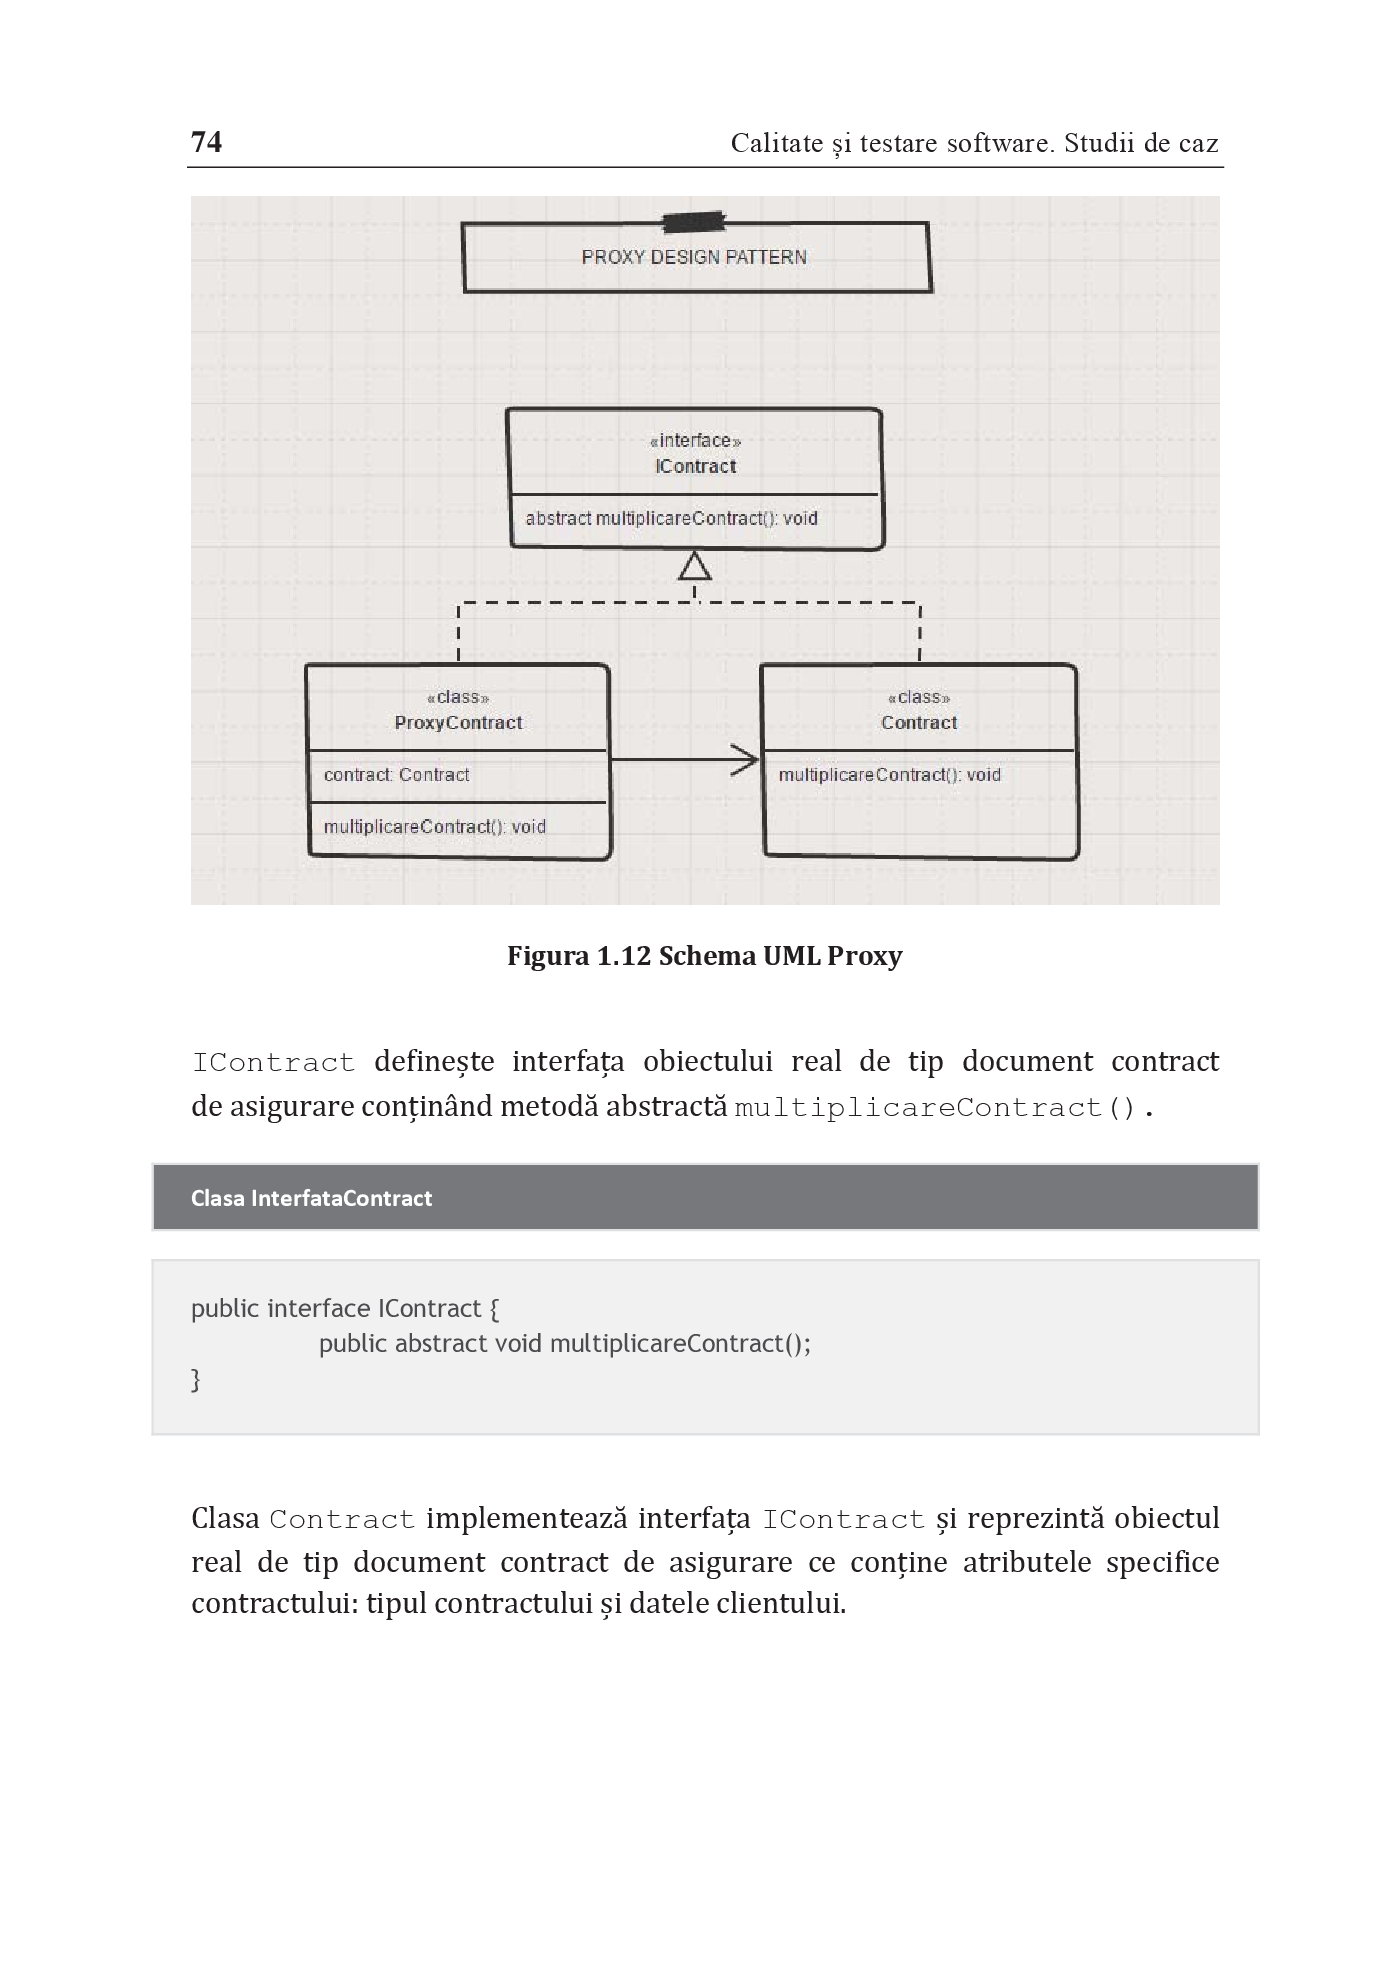 74 Calitate și testare software. Studii de caz
PROXY DESIGN PATTERN
«interface»
IContract
abstract multiplicareContract(): void
«class»
ProxyContract
contract: Contract
multiplicareContract(): void
«class»
Contract
multiplicareContract(): void
Figura 1.12 Schema UML Proxy
IContract definește interfața obiectului real de tip document contract
de asigurare conținând metodă abstractă multiplicareContract().
Clasa InterfataContract
public interface IContract {
public abstract void multiplicareContract();
}
Clasa Contract implementează interfața IContract și reprezintă obiectul
real de tip document contract de asigurare ce conține atributele specifice
contractului: tipul contractului și datele clientului.